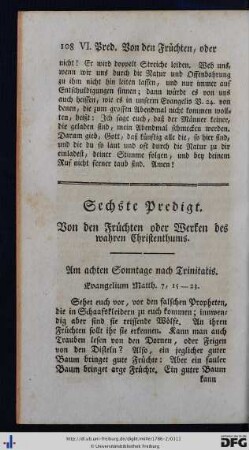 108 VI. Pred. Von den Früchten, oder
nicht? Er wird doppelt Streiche leiden. Weh uns,
wenn wir uns durch die Natur und Offenbahrung
zu ihm nicht hin leiten lassen, und nur immer auf
Entschuldigungen sinnen; dann würde es von uns
auch heissen, wie es in unserm Evangelio V. 24. von
denen, die zum grossen Abendmal nicht kommen woll-
ten, heißt: Ich sage euch, daß der Männer keiner,
die geladen sind, mein Abendmal schmecken werden.
Darum gieb, Gott, daß künftig alle die, so hier sind,
und die du so laut und oft durch die Natur zu dir
einladest, deiner Stimme folgen, und bey deinem
Ruf nicht ferner taub sind. Amen!
Sechste Predigt.
Von den Früchten oder Werken des
wahren Christenthums.
Am achten Sonntage nach Trinitatis.
Evangelium Matth. 7, 15 — 23.
Sehet euch vor, vor den falschen Propheten,
die in Schaafskleidern zu euch kommen; inwen-
dig aber sind sie reissende Wölfe. An ihren
Früchten sollt ihr sie erkennen. Kann man auch
Trauben lesen von den Dornen, oder Feigen
von den Disteln? Also, ein jeglicher guter
Baum bringet gute Früchte: Aber ein fauler
Baum bringet arge Früchte. Ein guter Baum
kann